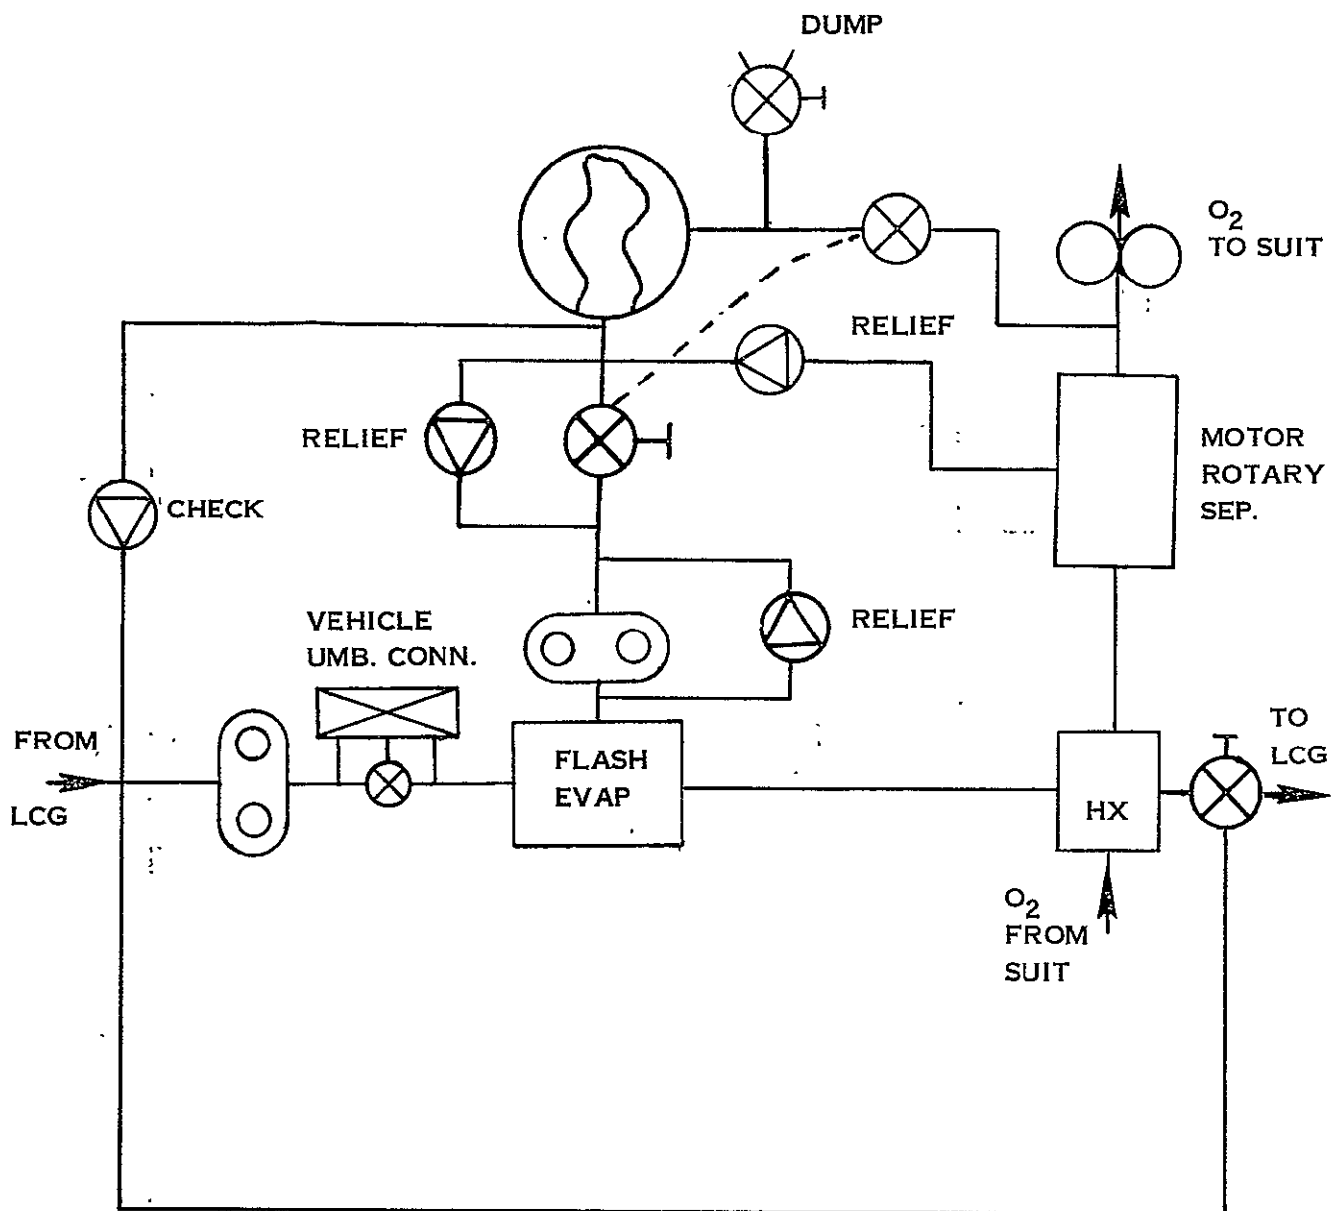 DUMP
O2
TO SUIT
RELIEF
RELIEF
MOTOR
ROTARY
SEP.
CHECK
VEHICLE
UMB. CONN.
RELIEF
FROM
LCG
FLASH
EVAP
HX
TO
LCG
O2
FROM
SUIT